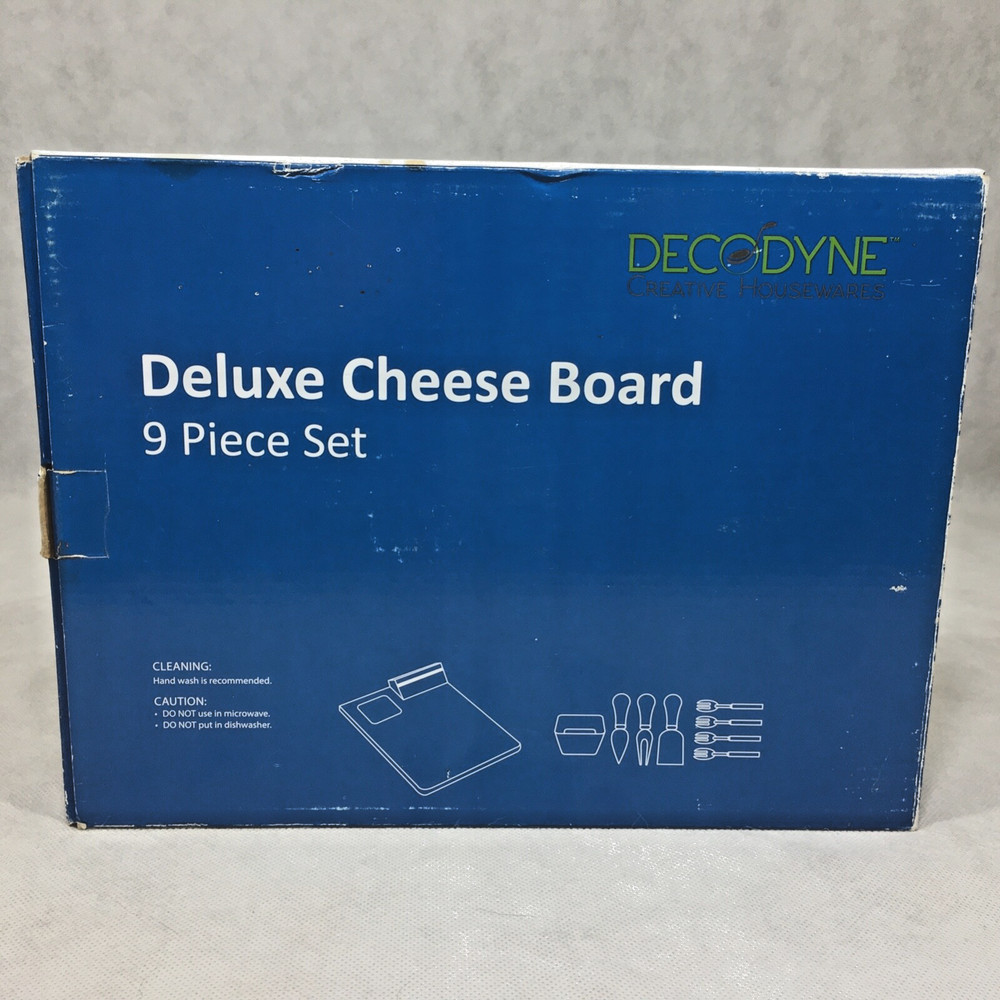 DECODYNE™
CREATIVE HOUSEWARES
Deluxe Cheese Board
9 Piece Set
CLEANING:
Hand wash is recommended.
CAUTION:
• DO NOT use in microwave.
• DO NOT put in dishwasher.